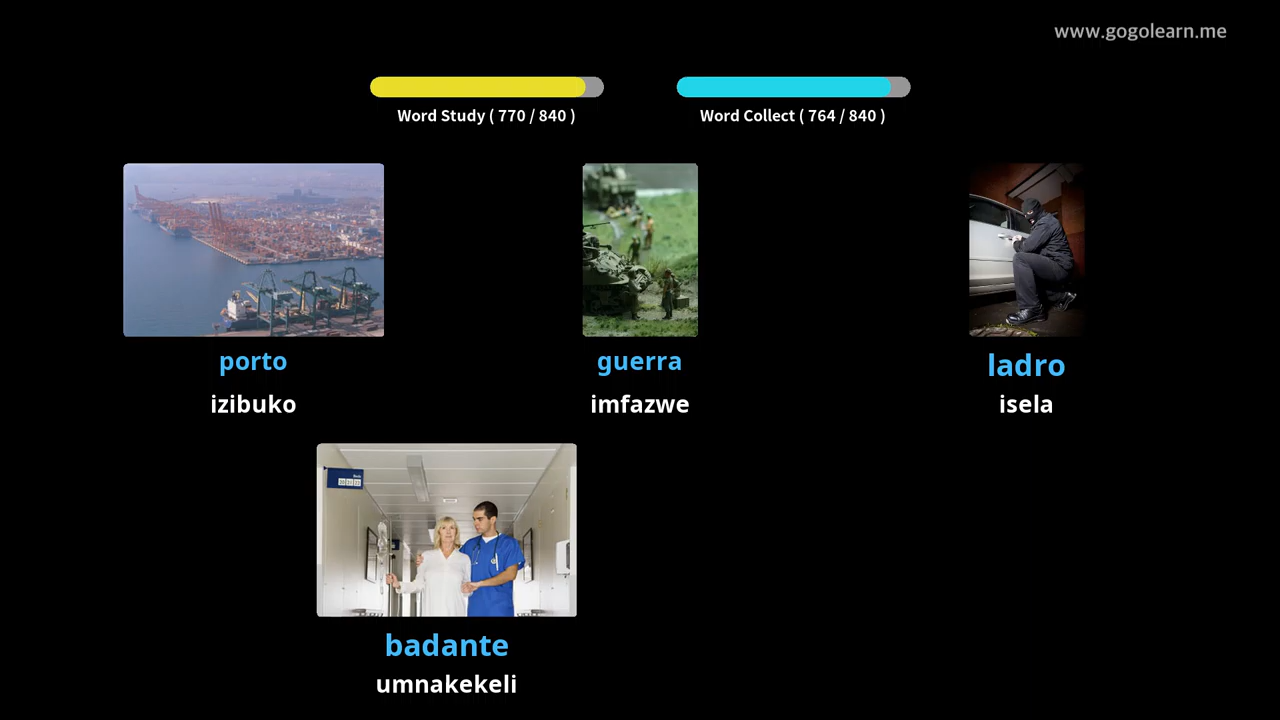 www.gogolearn.me
Word Study ( 770 / 840 )
Word Collect ( 764 / 840 )
porto
guerra
ladro
izibuko
imfazwe
isela
badante
umnakekeli